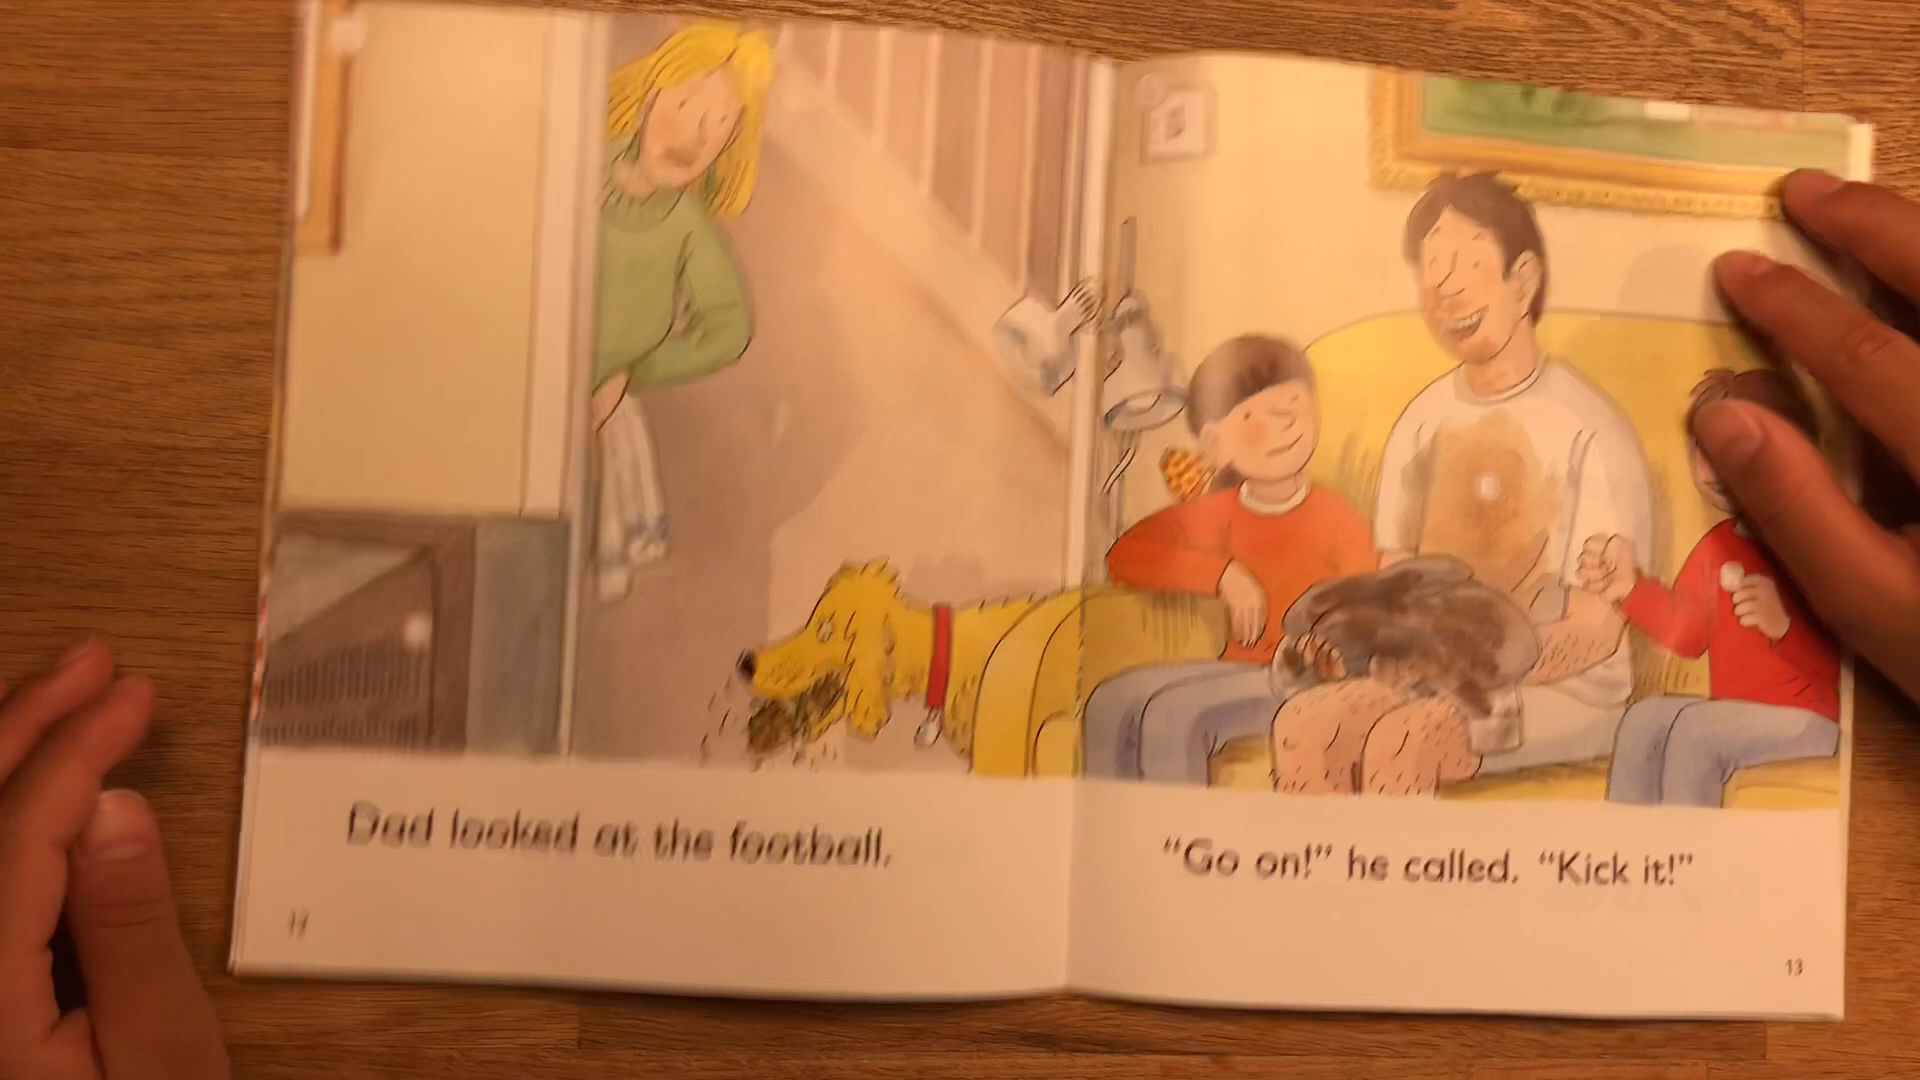 Dad looked at the football.
12
"Go on!" he called. "Kick it!"
13